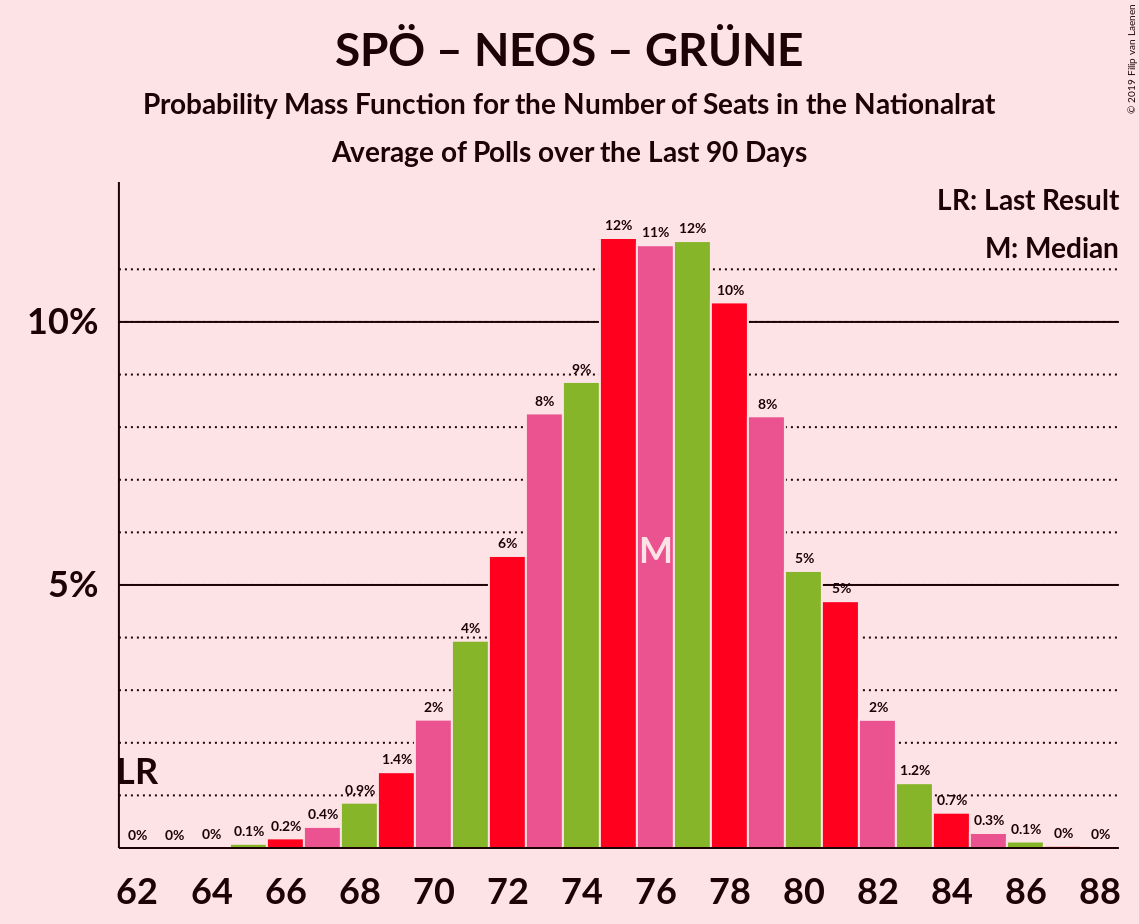 SPÖ – NEOS – GRÜNE
Probability Mass Function for the Number of Seats in the Nationalrat
Average of Polls over the Last 90 Days
© 2019 Filip van Laenen
LR: Last Result
M: Median
12% 11% 12%
10%
10%
9%
8% 8%
M
6%
5%
5%
5%
4%
2% 2%
LR
1.4%
1.2%
0.9%
0.7%
0.4%
0.3%
0.2%
0.1%
0.1%
0% 0% 0% 0% 0%
62 64 66 68 70 72 74 76 78 80 82 84 86 88